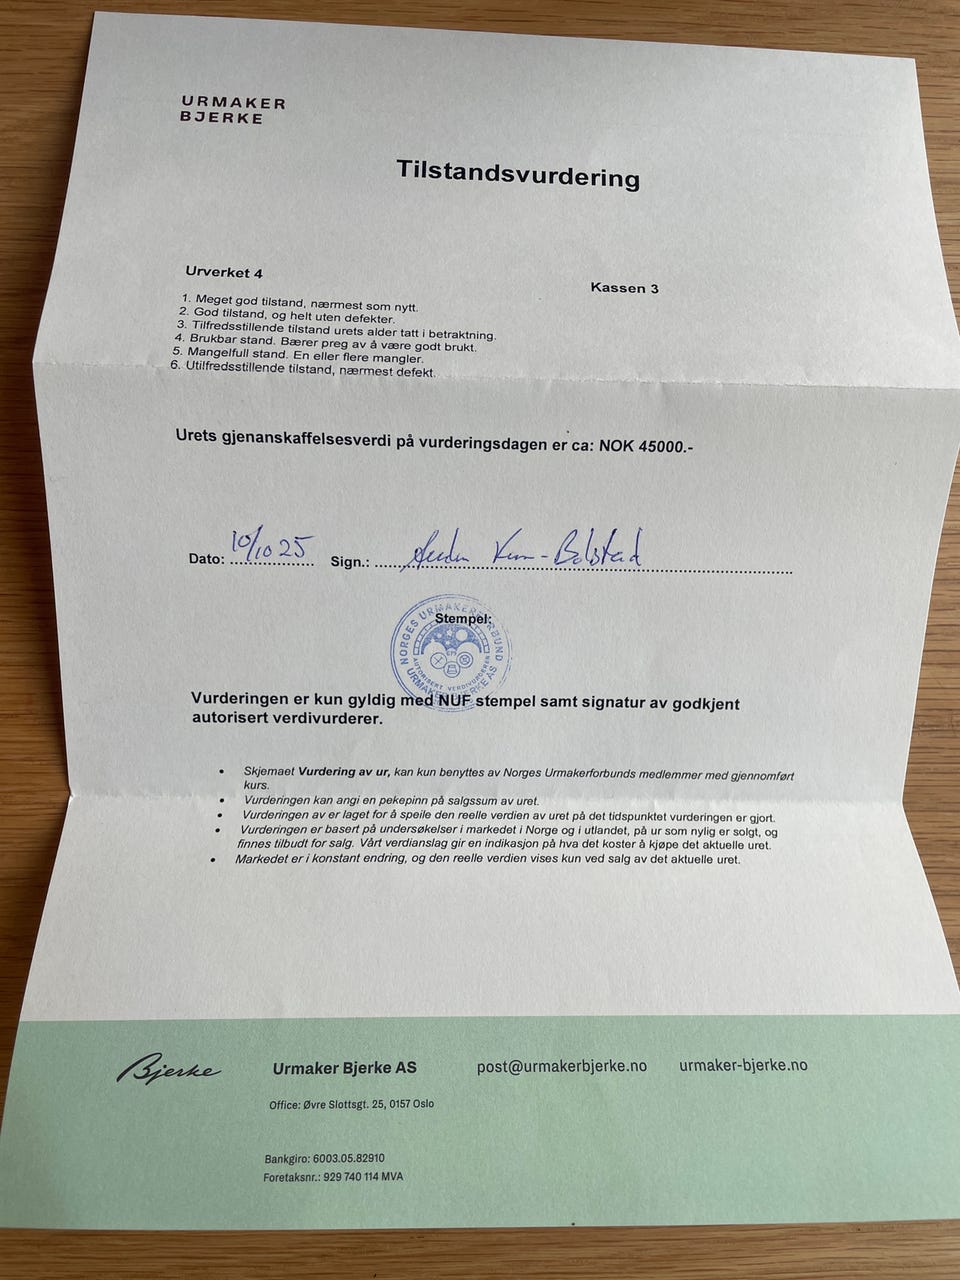 URMAKER
BJERKE
Tilstandsvurdering
Urverket 4
Kassen 3
1. Meget god tilstand, nærmest som nytt.
2. God tilstand, og helt uten defekter.
3. Tilfredsstillende tilstand urets alder tatt i betraktning.
4. Brukbar stand. Bærer preg av å være godt brukt.
5. Mangelfull stand. En eller flere mangler.
6. Utilfredsstillende tilstand, nærmest defekt.
Urets gjenanskaffelsesverdi på vurderingsdagen er ca: NOK 45000.-
Dato: 10/10 25 Sign.: Bolstad
Stempel:
NORGES URMAKERFORBUND
AUTORISERT VERDIVURDERER
URMAKER BJERKE AS
Vurderingen er kun gyldig med NUF stempel samt signatur av godkjent
autorisert verdivurderer.
• Skjemaet Vurdering av ur, kan kun benyttes av Norges Urmakerforbunds medlemmer med gjennomført
kurs.
• Vurderingen kan angi en pekepinn på salgssum av uret.
• Vurderingen av er laget for å speile den reelle verdien av uret på det tidspunktet vurderingen er gjort.
• Vurderingen er basert på undersøkelser i markedet i Norge og i utlandet, på ur som nylig er solgt, og
finnes tilbudt for salg. Vårt verdianslag gir en indikasjon på hva det koster å kjøpe det aktuelle uret.
• Markedet er i konstant endring, og den reelle verdien vises kun ved salg av det aktuelle uret.
Bjerke
Urmaker Bjerke AS
post@urmakerbjerke.no
urmaker-bjerke.no
Office: Øvre Slottsgt. 25, 0157 Oslo
Bankgiro: 6003.05.82910
Foretaksnr.: 929 740 114 MVA